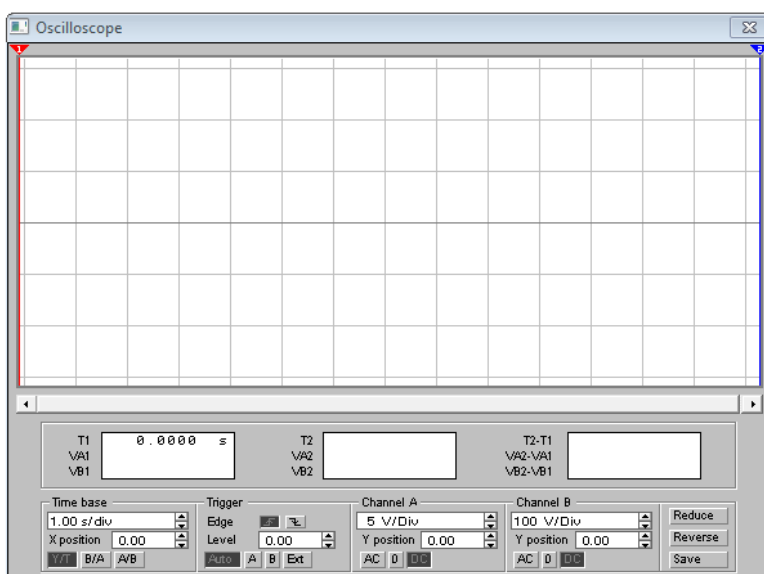 Oscilloscope
1 2
T1 0.0000 s T2 T2-T1
VA1 VA2 VA2-VA1
VB1 VB2 VB2-VB1
Time base Trigger Channel A Channel B
1.00 s/div Edge 5 V/Div 100 V/Div Reduce
X position 0.00 Level 0.00 Y position 0.00 Y position 0.00 Reverse
Y/T B/A A/B Auto A B Ext AC 0 DC AC 0 DC Save